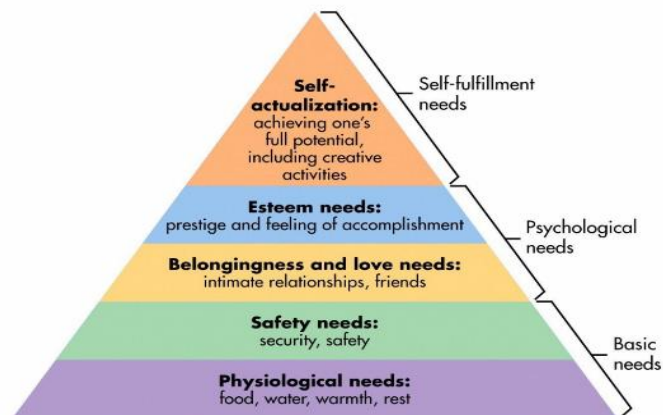 Self-
actualization:
achieving one's
full potential,
including creative
activities
Self-fulfillment
needs
Esteem needs:
prestige and feeling of accomplishment
Psychological
needs
Belongingness and love needs:
intimate relationships, friends
Safety needs:
security, safety
Basic
needs
Physiological needs:
food, water, warmth, rest